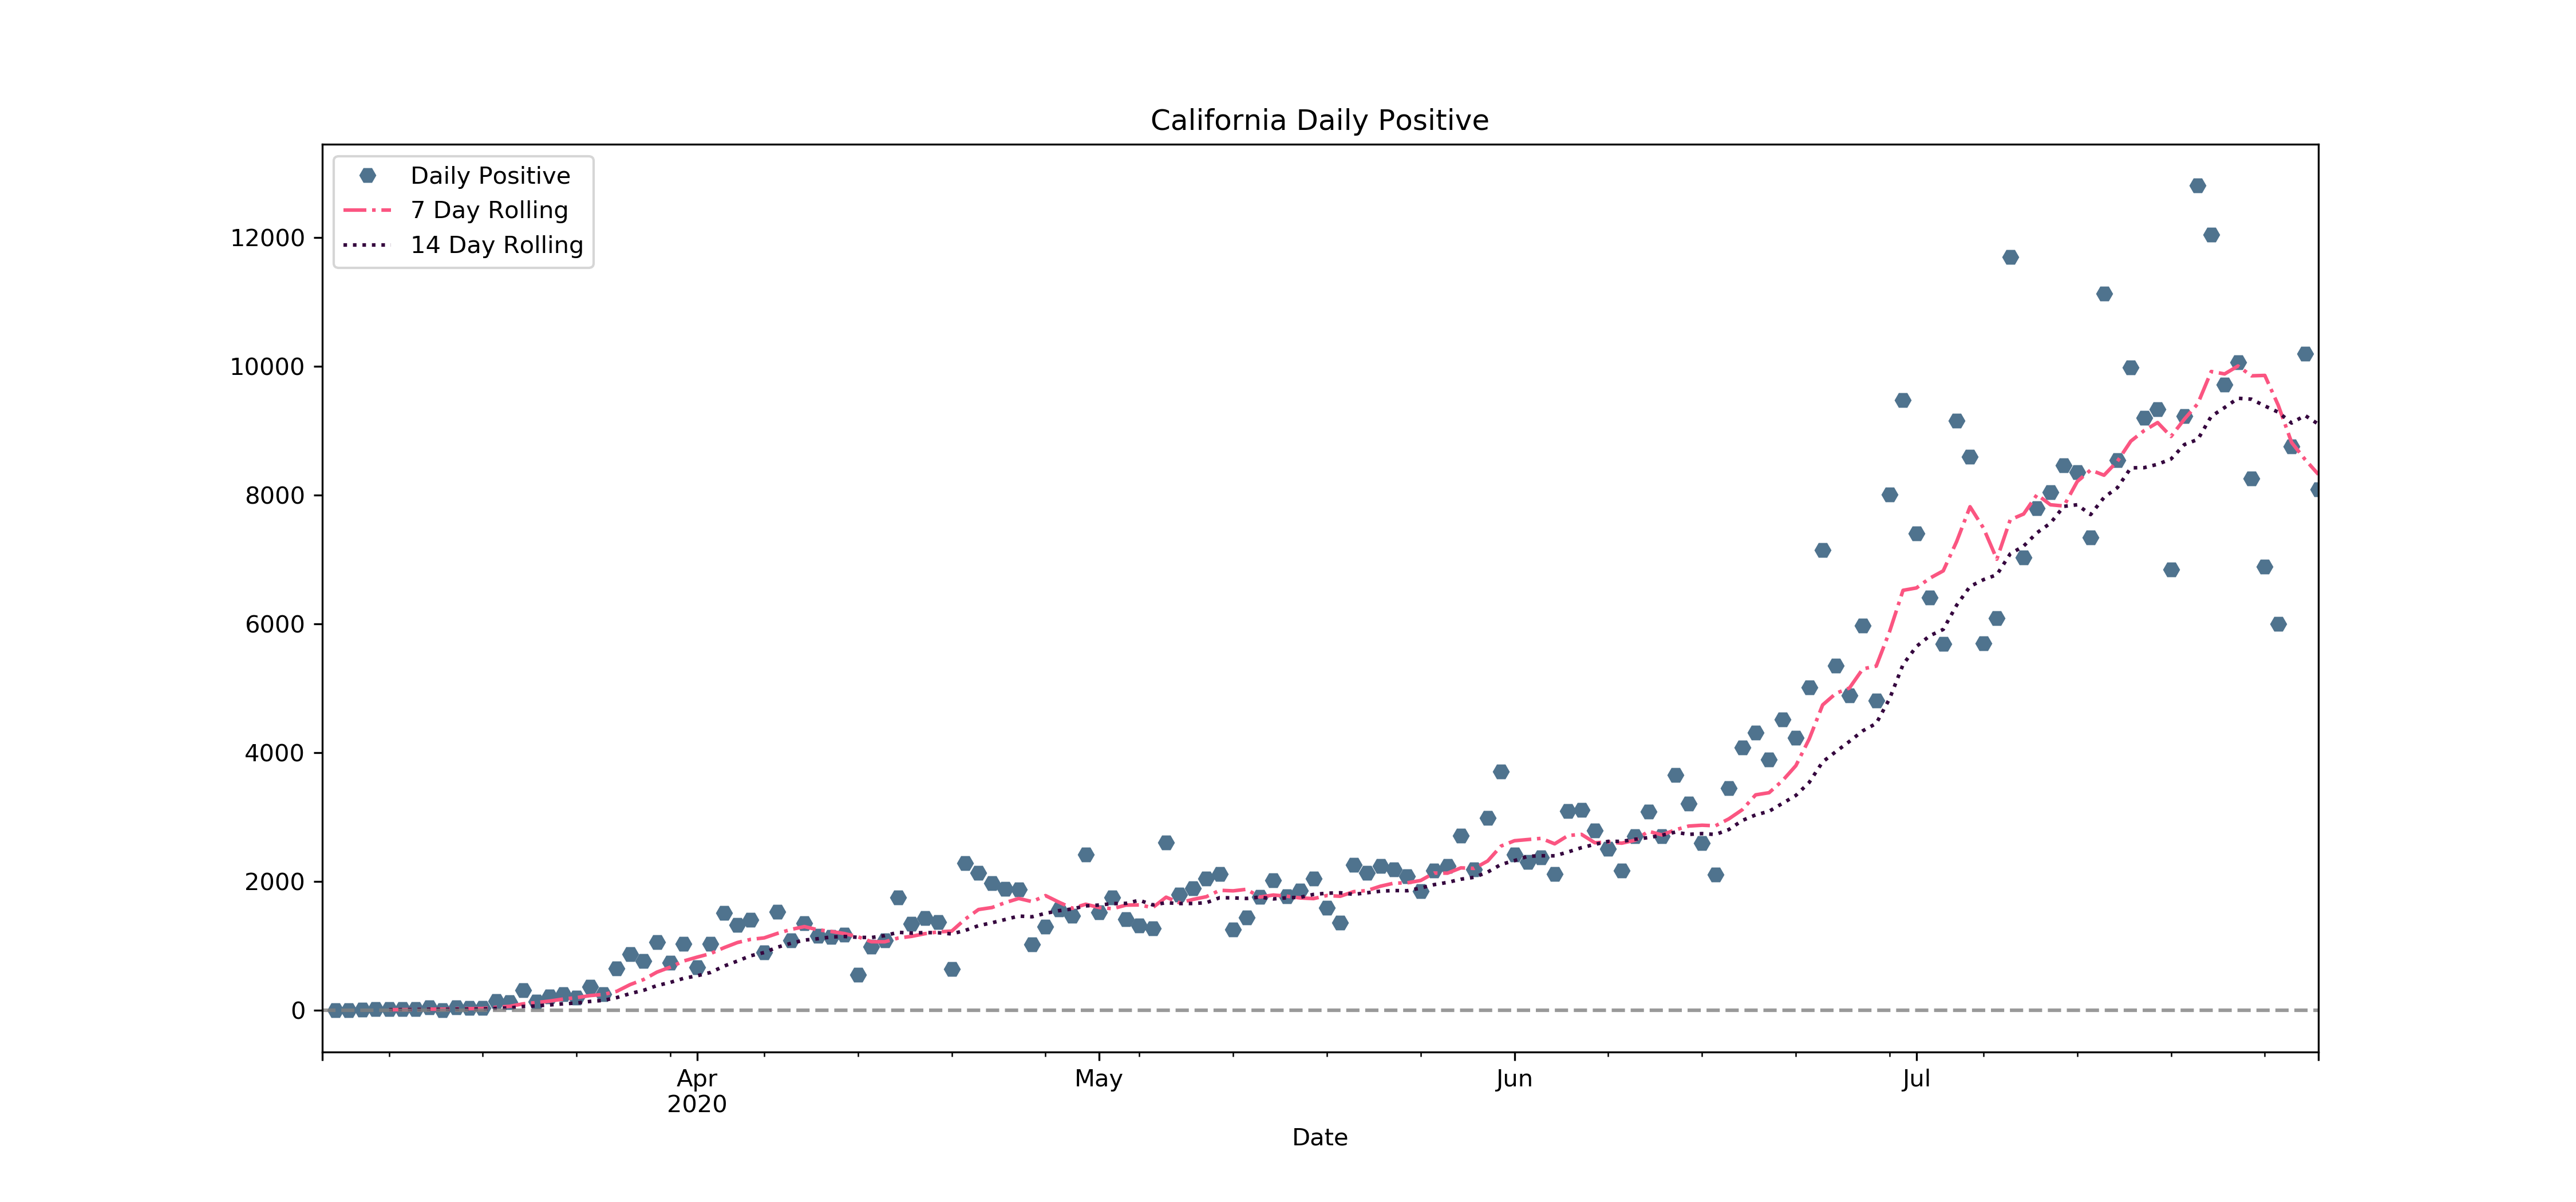 California Daily Positive
Daily Positive
7 Day Rolling
14 Day Rolling
12000
10000
8000
6000
4000
2000
0
Apr
2020
May
Jun
Jul
Date